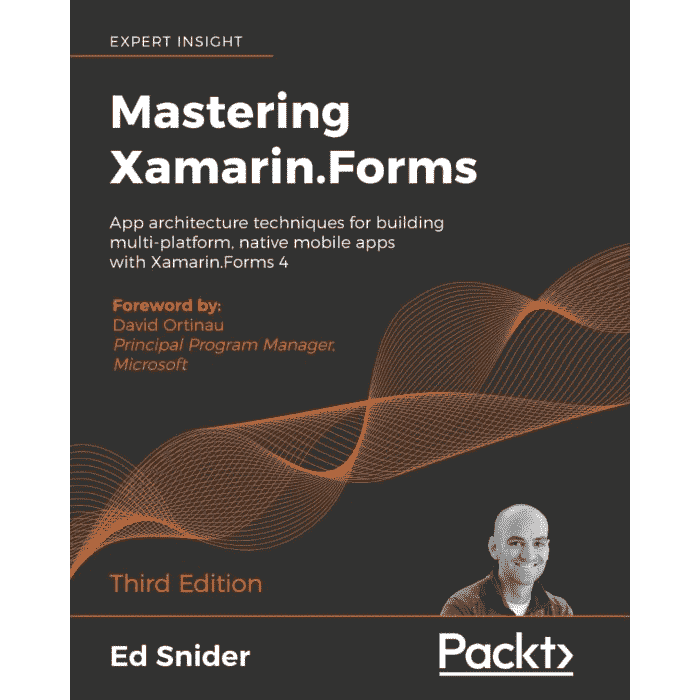 EXPERT INSIGHT
Mastering
Xamarin.Forms
App architecture techniques for building
multi-platform, native mobile apps
with Xamarin.Forms 4
Foreword by:
David Ortinau
Principal Program Manager,
Microsoft
Third Edition
Ed Snider
Packt